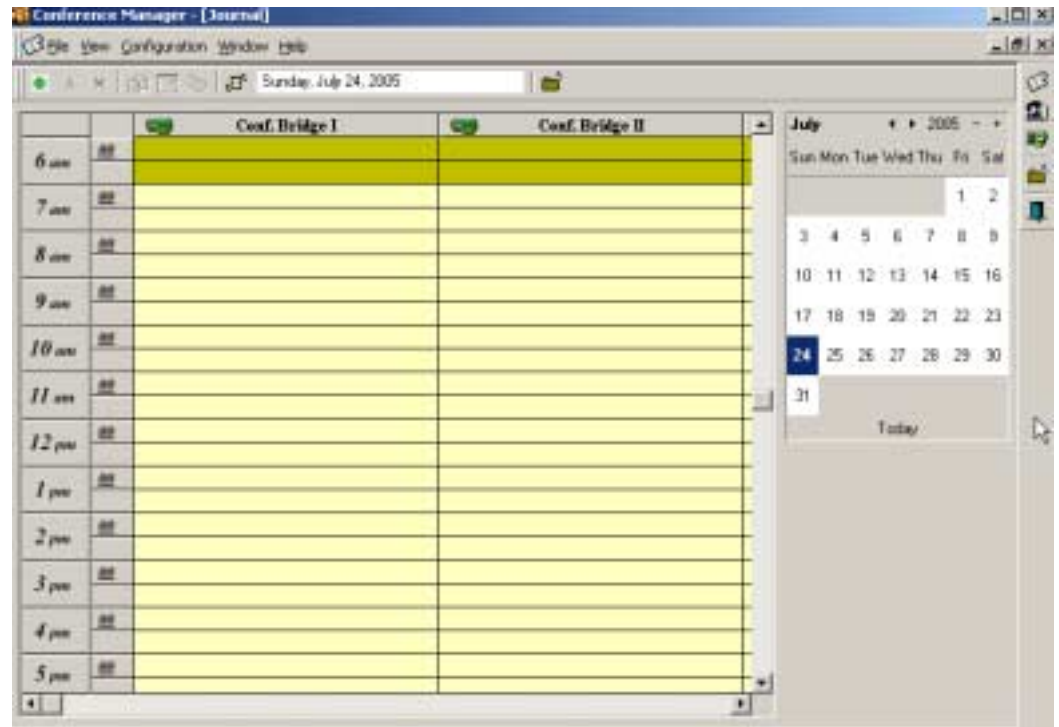 Conference Manager - [Journal]
File View Configuration Window Help
Sunday, July 24, 2005
Conf. Bridge I Conf. Bridge II
July 2005 - +
Sun Mon Tue Wed Thu Fri Sat
1 2
3 4 5 6 7 8 9
10 11 12 13 14 15 16
17 18 19 20 21 22 23
24 25 26 27 28 29 30
31
Today
6 am
7 am
8 am
9 am
10 am
11 am
12 pm
1 pm
2 pm
3 pm
4 pm
5 pm